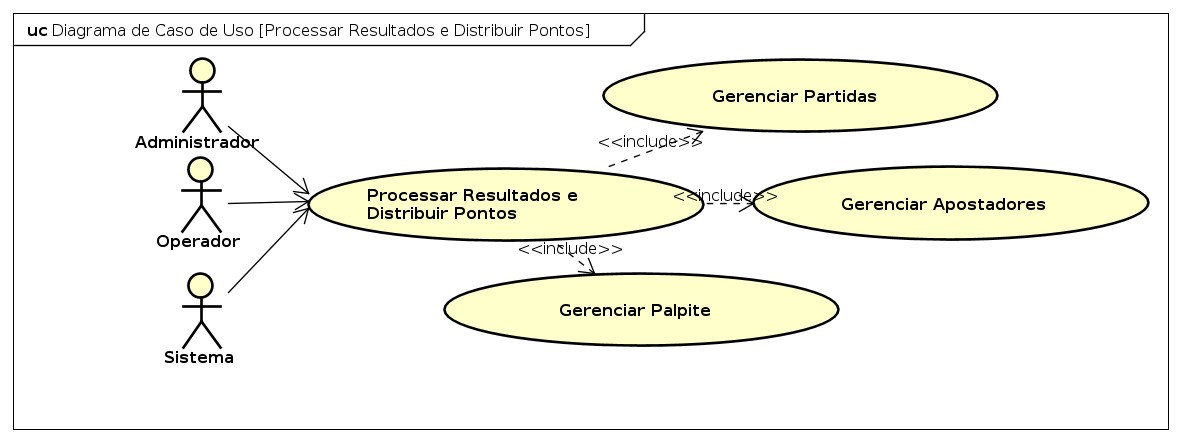 uc Diagrama de Caso de Uso [Processar Resultados e Distribuir Pontos]
Administrador
Operador
Sistema
Processar Resultados e
Distribuir Pontos
<<include>>
Gerenciar Partidas
<<include>>
Gerenciar Apostadores
<<include>>
Gerenciar Palpite